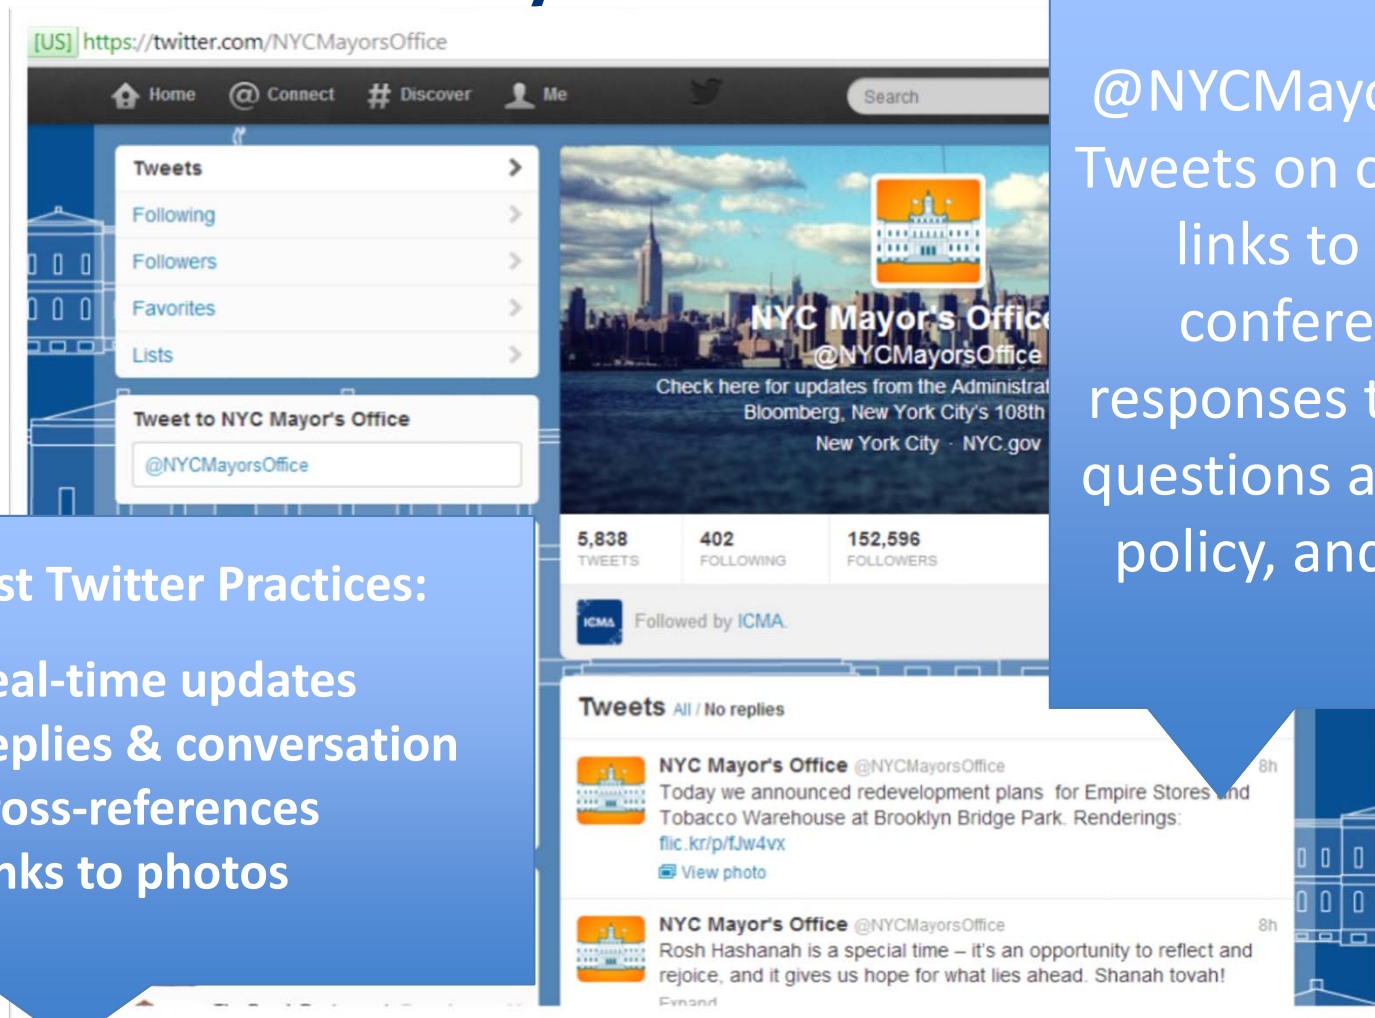 [US] https://twitter.com/NYCMayorsOffice
Home @ Connect # Discover Me
Search
Tweets
Following
Followers
Favorites
Lists
Tweet to NYC Mayor's Office
@NYCMayorsOffice
NYC Mayor's Office
@NYCMayorsOffice
Check here for updates from the Administrat
Bloomberg, New York City's 108th
New York City · NYC.gov
5,838 TWEETS
402 FOLLOWING
152,596 FOLLOWERS
ICMA Followed by ICMA.
Tweets All / No replies
NYC Mayor's Office @NYCMayorsOffice 8h
Today we announced redevelopment plans for Empire Stores and
Tobacco Warehouse at Brooklyn Bridge Park. Renderings:
flic.kr/p/fJw4vx
View photo
NYC Mayor's Office @NYCMayorsOffice 8h
Rosh Hashanah is a special time – it's an opportunity to reflect and
rejoice, and it gives us hope for what lies ahead. Shanah tovah!
Expand
@NYCMayo
Tweets on c
links to
confere
responses t
questions a
policy, and
st Twitter Practices:
eal-time updates
eplies & conversation
oss-references
nks to photos